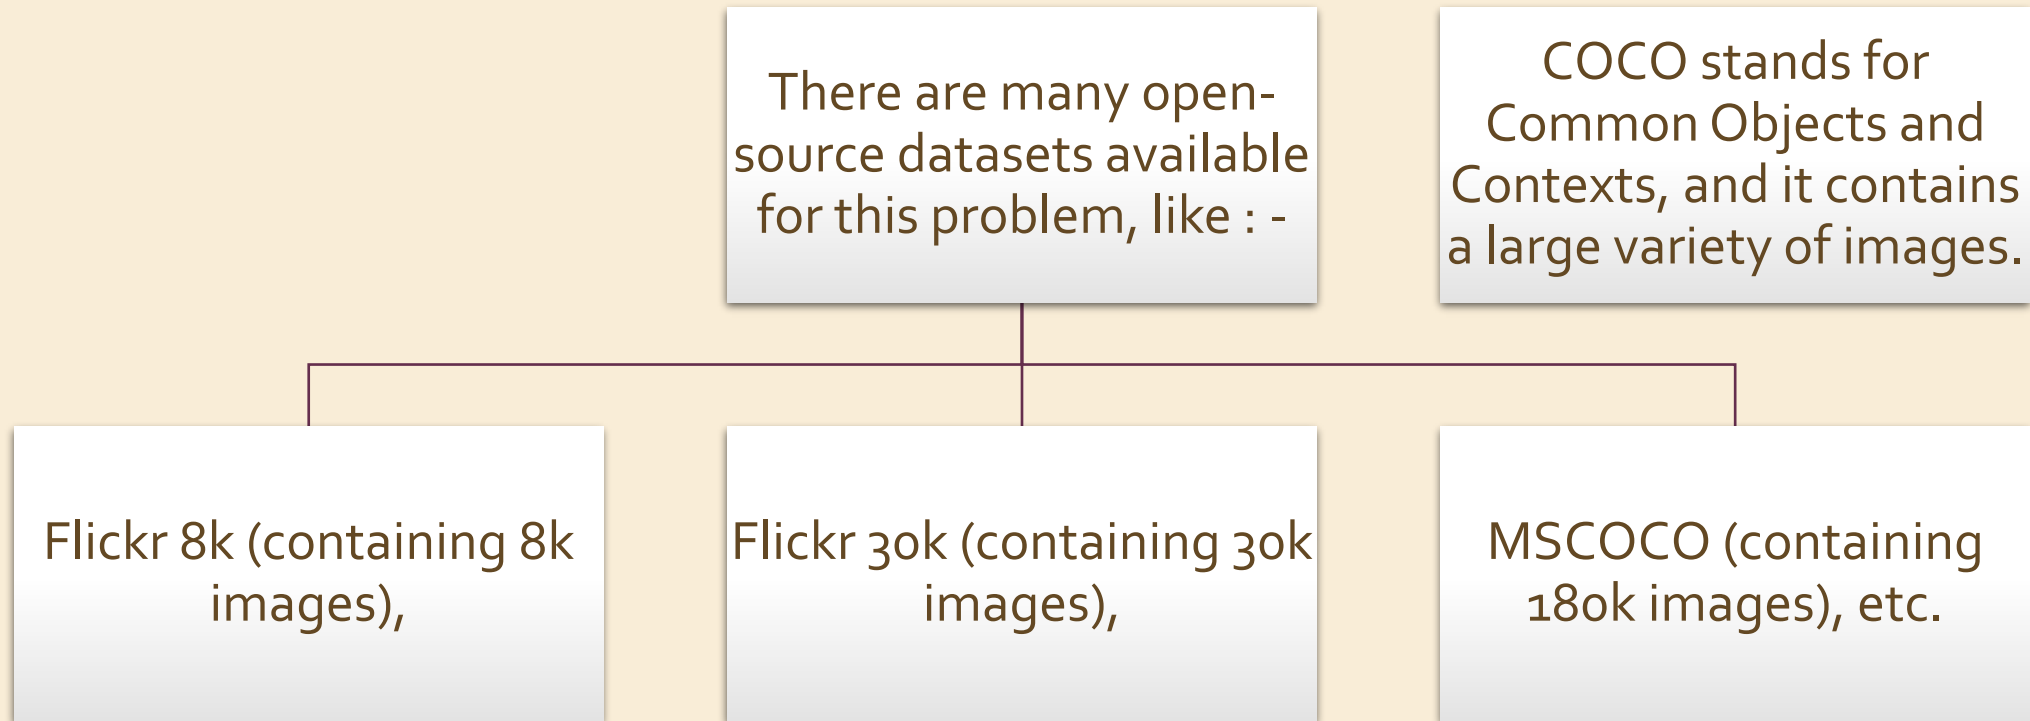 There are many open-
source datasets available
for this problem, like : -
COCO stands for
Common Objects and
Contexts, and it contains
a large variety of images.
Flickr 8k (containing 8k
images),
Flickr 30k (containing 30k
images),
MSCOCO (containing
180k images), etc.